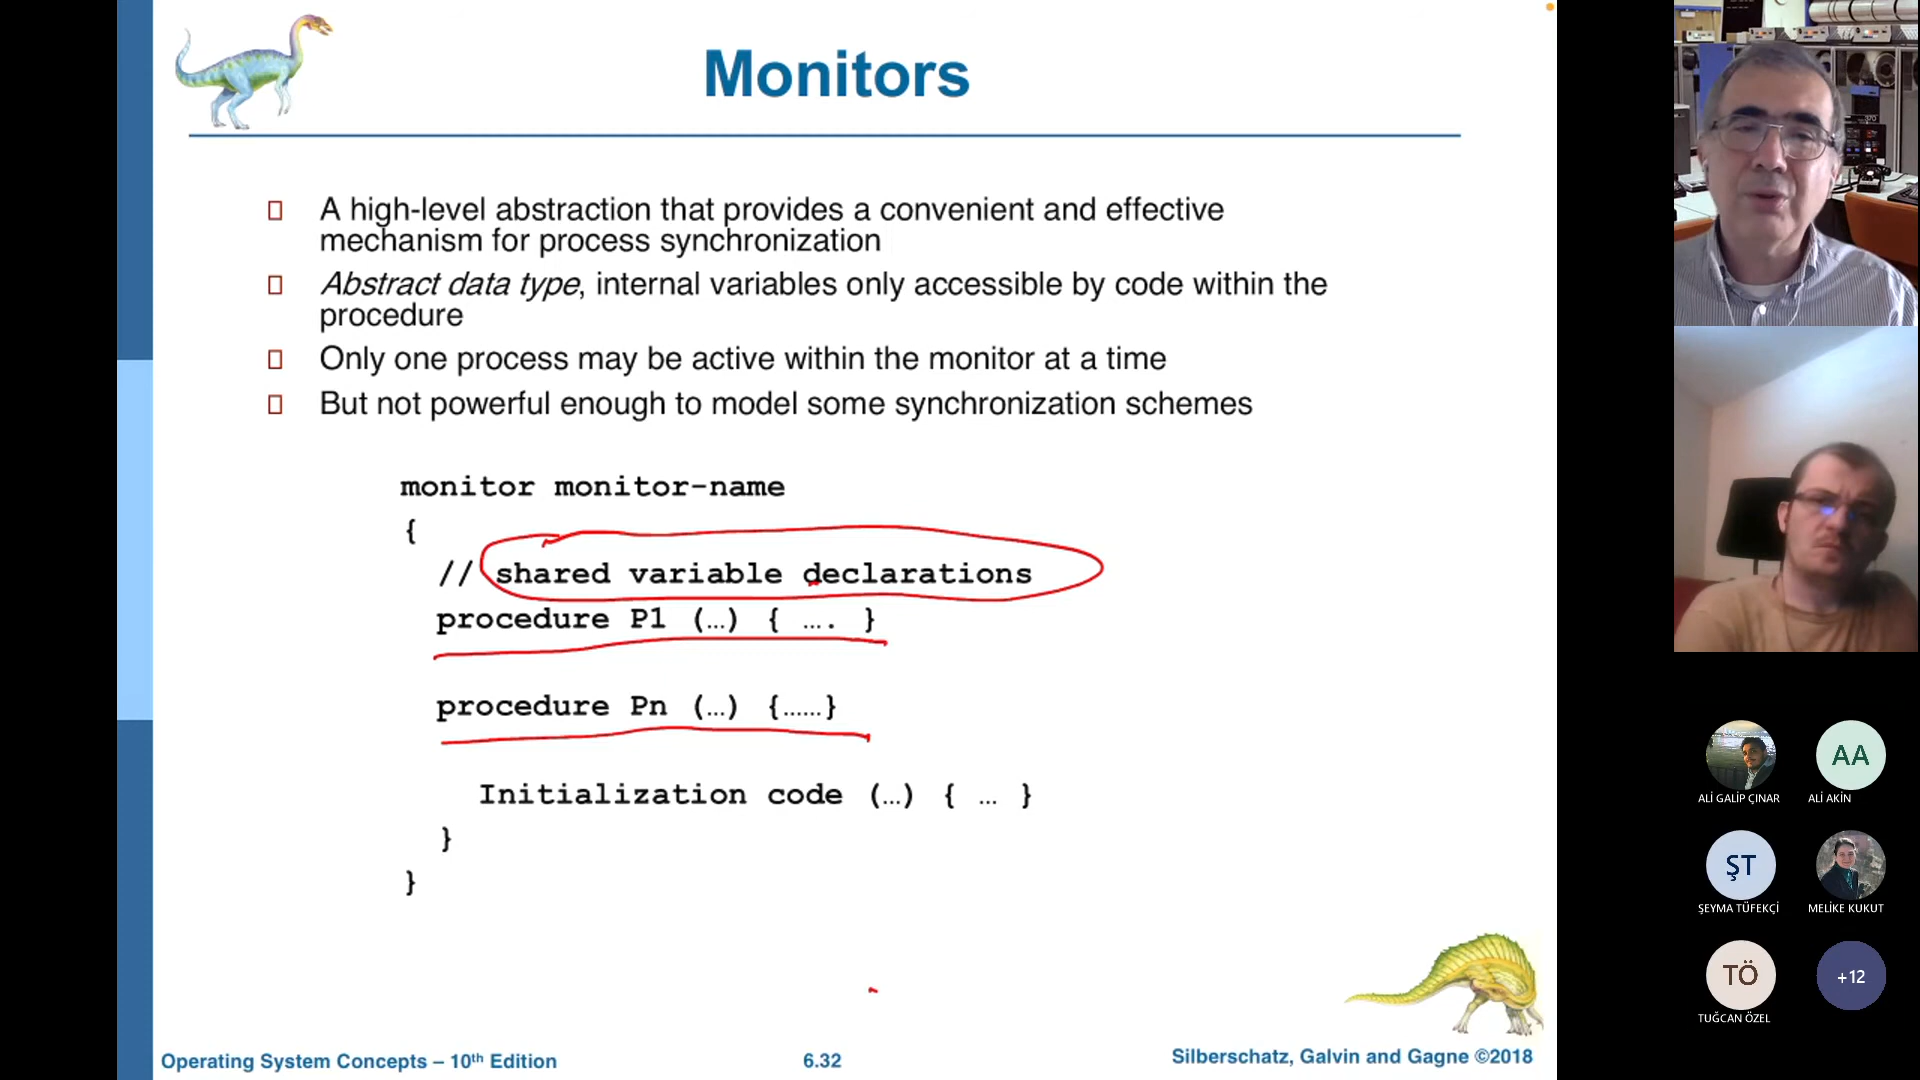 Monitors
A high-level abstraction that provides a convenient and effective
mechanism for process synchronization
Abstract data type, internal variables only accessible by code within the
procedure
Only one process may be active within the monitor at a time
But not powerful enough to model some synchronization schemes
monitor monitor-name
{
// shared variable declarations
procedure P1 (…) { …. }
procedure Pn (…) {……}
Initialization code (…) { … }
}
}
Operating System Concepts – 10th Edition
6.32
Silberschatz, Galvin and Gagne ©2018
ALİ GALİP ÇINAR
AA
ALİ AKİN
ŞT
ŞEYMA TÜFEKÇİ
MELİKE KUKUT
TÖ
TUĞCAN ÖZEL
+12